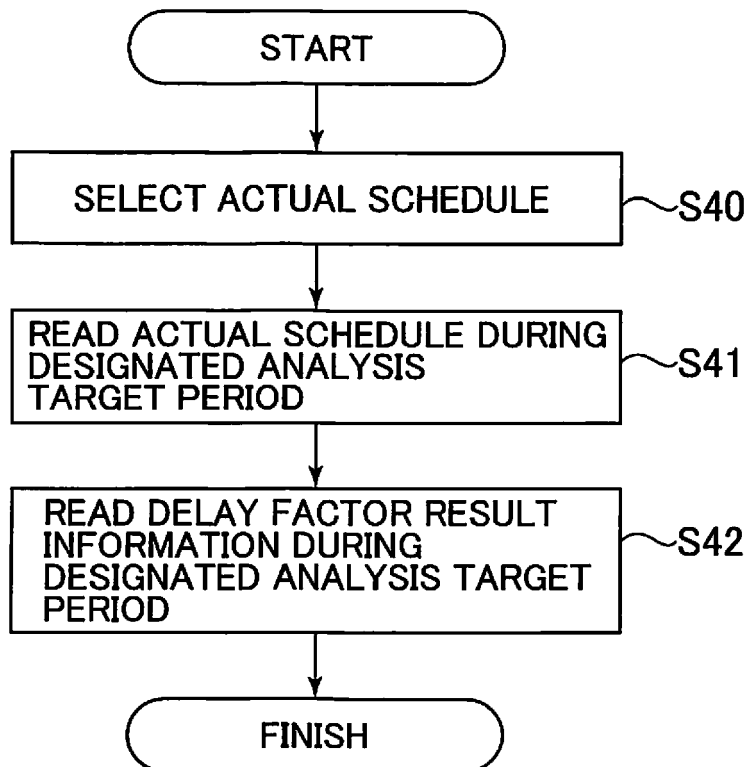 START
SELECT ACTUAL SCHEDULE
S40
READ ACTUAL SCHEDULE DURING
DESIGNATED ANALYSIS
TARGET PERIOD
S41
READ DELAY FACTOR RESULT
INFORMATION DURING
DESIGNATED ANALYSIS TARGET
PERIOD
S42
FINISH